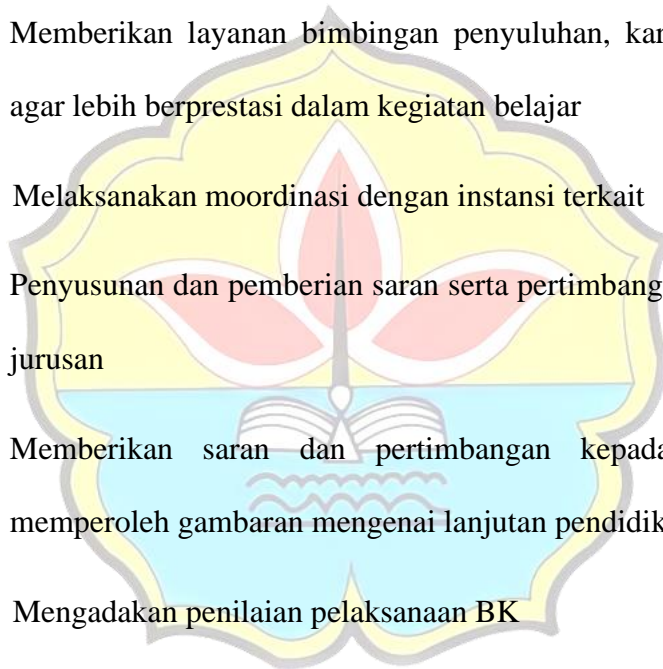 Memberikan layanan bimbingan penyuluhan, kar
agar lebih berprestasi dalam kegiatan belajar
Melaksanakan moordinasi dengan instansi terkait
Penyusunan dan pemberian saran serta pertimbang
jurusan
Memberikan saran dan pertimbangan kepada
memperoleh gambaran mengenai lanjutan pendidik
Mengadakan penilaian pelaksanaan BK